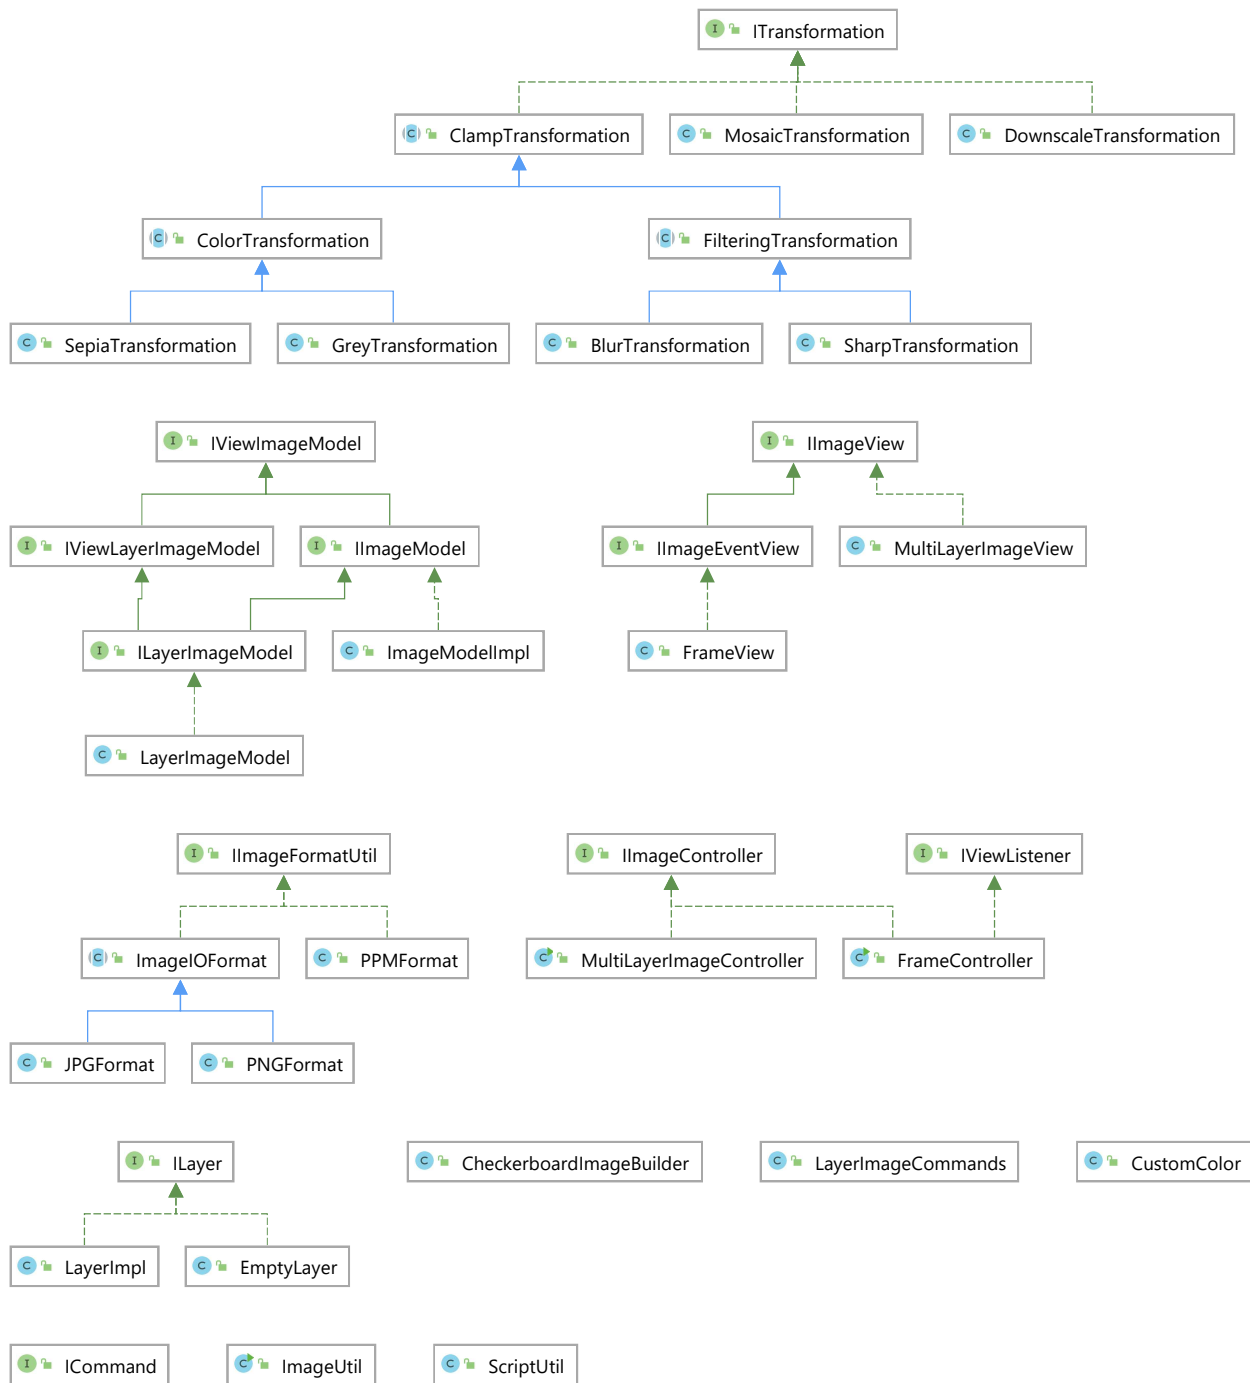 ITransformation
ClampTransformation MosaicTransformation DownscaleTransformation
ColorTransformation FilteringTransformation
SepiaTransformation GreyTransformation BlurTransformation SharpTransformation
IViewImageModel IImageView
IViewLayerImageModel IImageModel IImageEventView MultiLayerImageView
ILayerImageModel ImageModelImpl FrameView
LayerImageModel
IImageFormatUtil IImageController IViewListener
ImageIOFormat PPMFormat MultiLayerImageController FrameController
JPGFormat PNGFormat
ILayer CheckerboardImageBuilder LayerImageCommands CustomColor
LayerImpl EmptyLayer
ICommand ImageUtil ScriptUtil